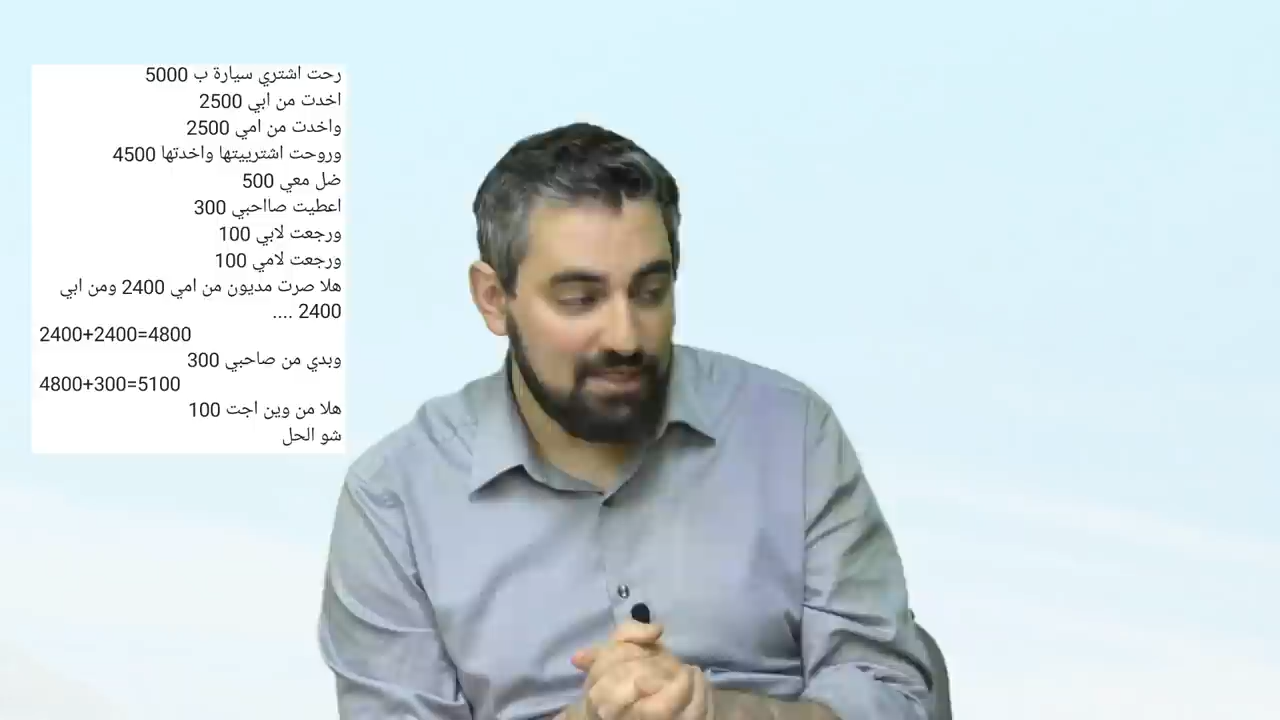 رحت اشتري سيارة ب 5000
اخدت من ابي 2500
واخدت من امي 2500
وروحت اشترييتها واخدتها 4500
ضل معي 500
اعطيت صااحبي 300
ورجعت لابي 100
ورجعت لامي 100
هلا صرت مديون من امي 2400 ومن ابي
2400 ....
2400+2400=4800
وبدي من صاحبي 300
4800+300=5100
هلا من وين اجت 100
شو الحل